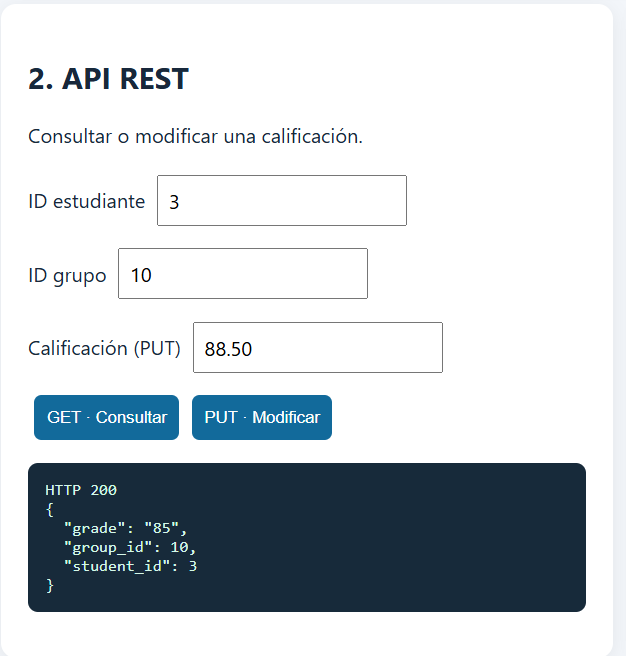 2. API REST
Consultar o modificar una calificación.
ID estudiante 3
ID grupo 10
Calificación (PUT) 88.50
GET · Consultar PUT · Modificar
HTTP 200
{
  "grade": "85",
  "group_id": 10,
  "student_id": 3
}